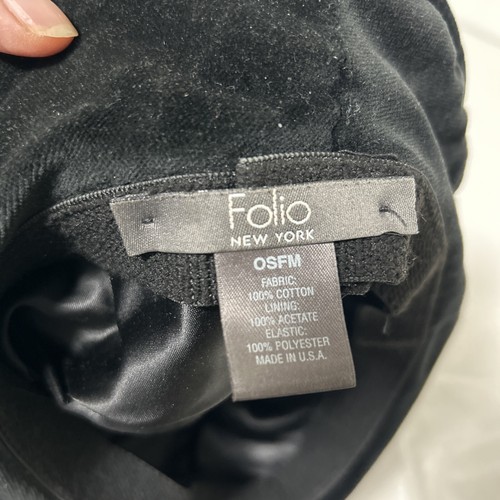 Folio
NEW YORK
OSFM
FABRIC:
100% COTTON
LINING:
100% ACETATE
ELASTIC:
100% POLYESTER
MADE IN U.S.A.